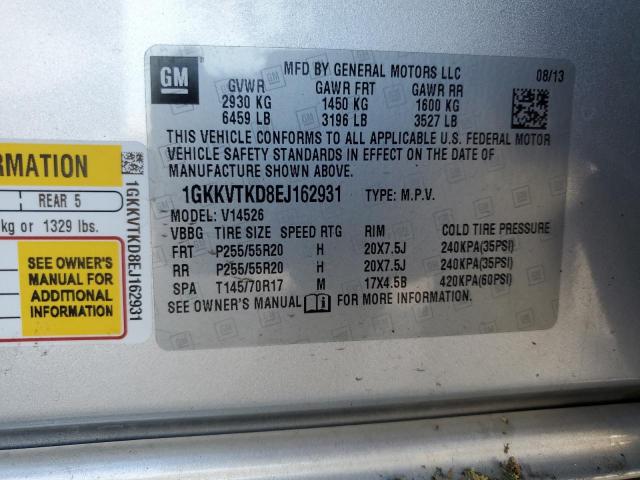 GM
MFD BY GENERAL MOTORS LLC 08/13
GVWR GAWR FRT GAWR RR
2930 KG 1450 KG 1600 KG
6459 LB 3196 LB 3527 LB
THIS VEHICLE CONFORMS TO ALL APPLICABLE U.S. FEDERAL MOTOR
VEHICLE SAFETY STANDARDS IN EFFECT ON THE DATE OF
MANUFACTURE SHOWN ABOVE.
1GKKVTKD8EJ162931 TYPE: M.P.V.
MODEL: V14526
VBBG TIRE SIZE SPEED RTG RIM COLD TIRE PRESSURE
FRT P255/55R20 H 20X7.5J 240KPA(35PSI)
RR P255/55R20 H 20X7.5J 240KPA(35PSI)
SPA T145/70R17 M 17X4.5B 420KPA(60PSI)
SEE OWNER'S MANUAL FOR MORE INFORMATION.
ORMATION
REAR 5
kg or 1329 lbs.
SEE OWNER'S
MANUAL FOR
ADDITIONAL
INFORMATION
1GKKVTKD8EJ162931